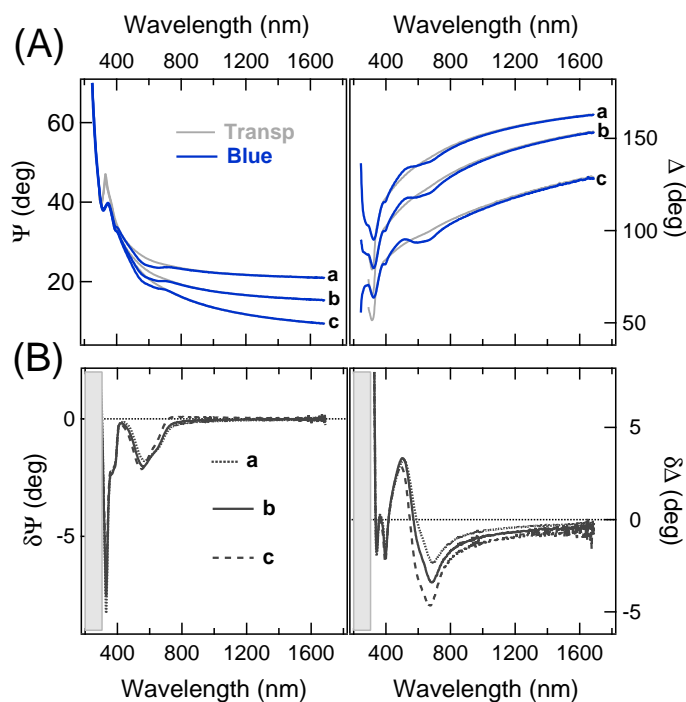 Wavelength (nm) Wavelength (nm)
(A)
400 800 1200 1600 400 800 1200 1600
60
40
20
Ψ (deg)
Transp
Blue
a
b
c
a
b
c
150
100
50
Δ (deg)
(B)
0
-5
δΨ (deg)
a
b
c
5
0
-5
δΔ (deg)
400 800 1200 1600 400 800 1200 1600
Wavelength (nm) Wavelength (nm)